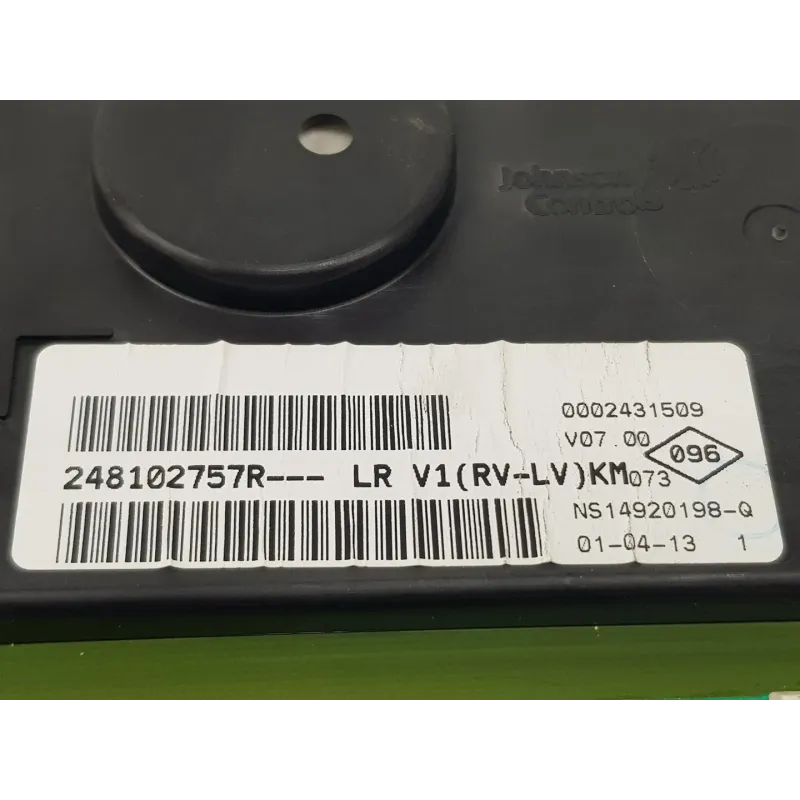 Johnson
Controls
0002431509
V07.00
096
248102757R--- LR V1(RV-LV)KM073
NS14920198-Q
01-04-13 1